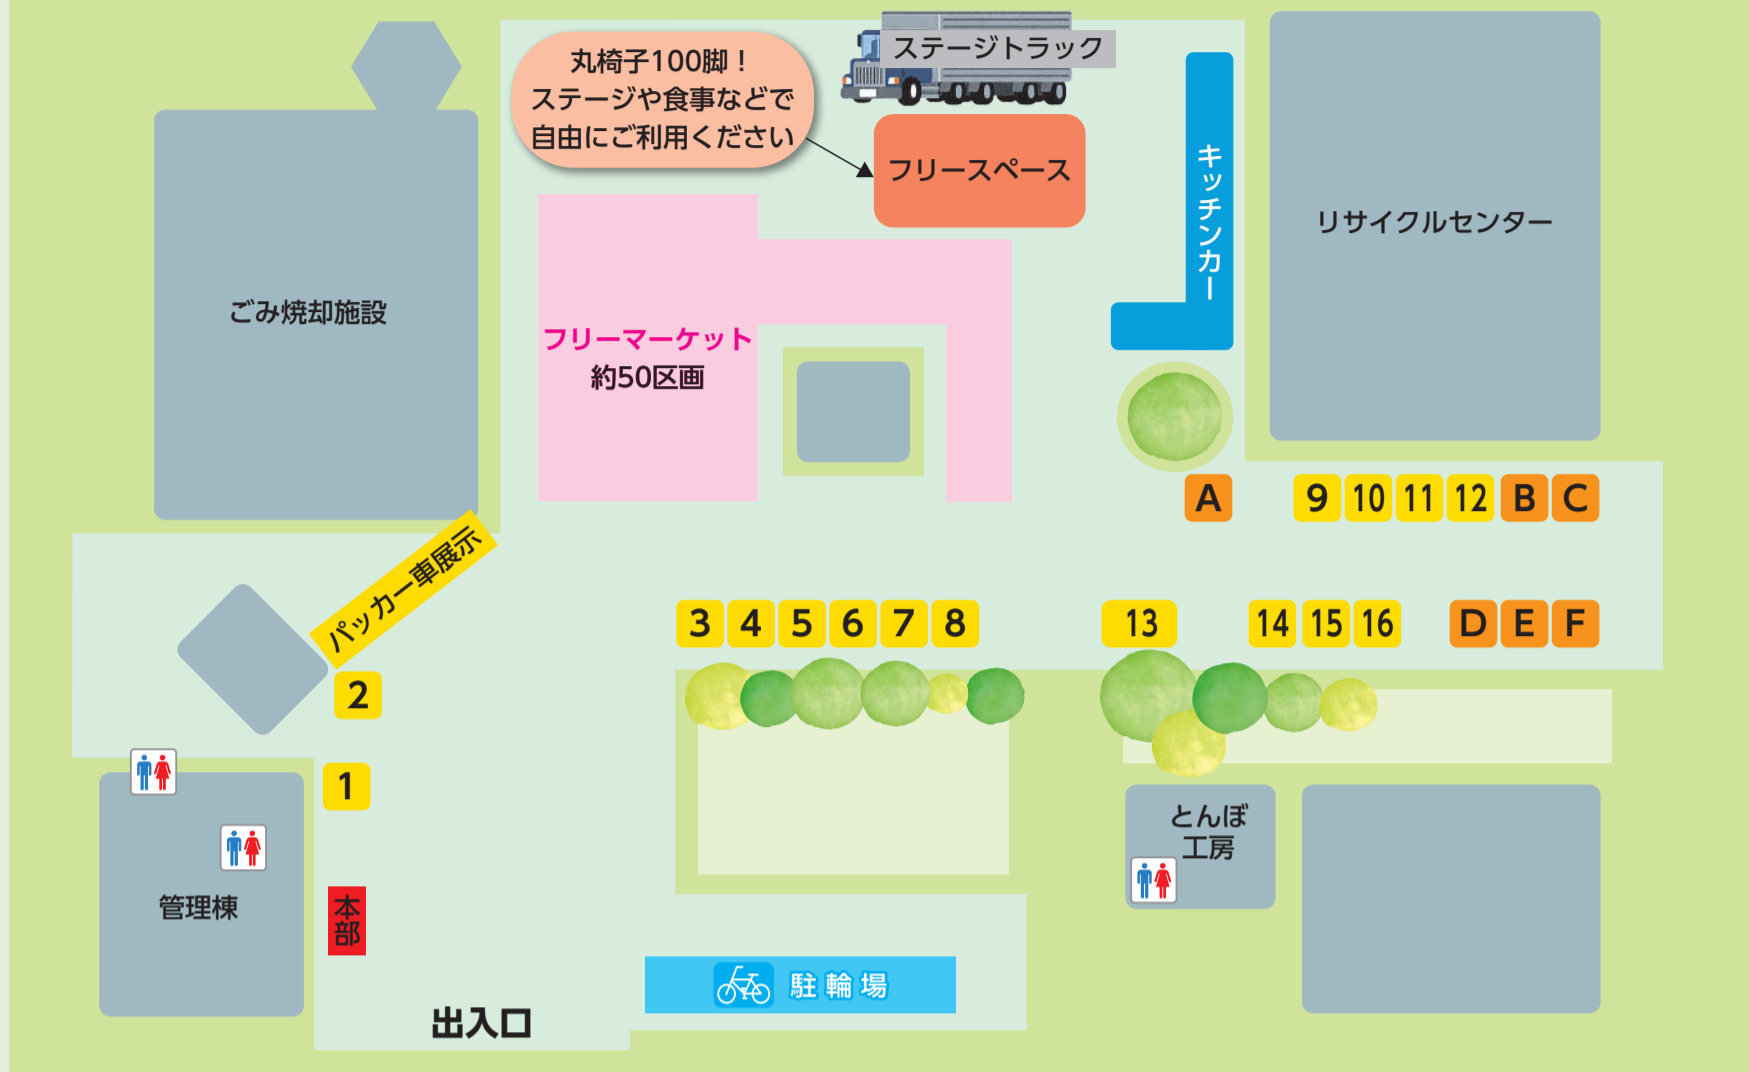 丸椅子100脚！
ステージや食事などで
自由にご利用ください
ステージトラック
フリースペース
キッチンカー
リサイクルセンター
ごみ焼却施設
フリーマーケット
約50区画
A
9 10 11 12 B C
パッカー車展示
3 4 5 6 7 8 13 14 15 16 D E F
2
1
とんぼ
工房
管理棟
本部
駐輪場
出入口